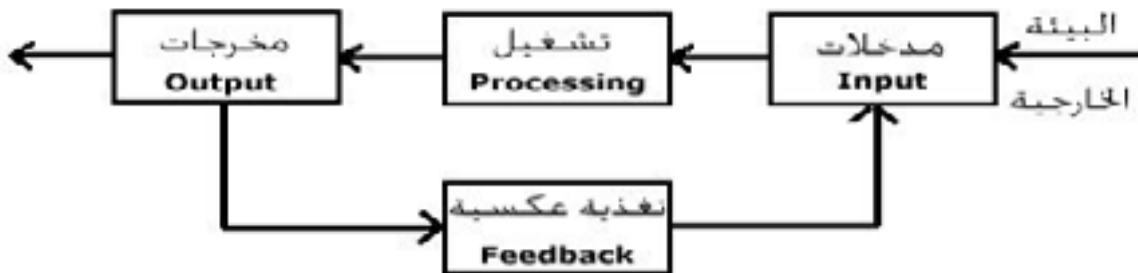 البيئة
الخارجية
مدخلات
Input
تشغيل
Processing
مخرجات
Output
تغذية عكسية
Feedback